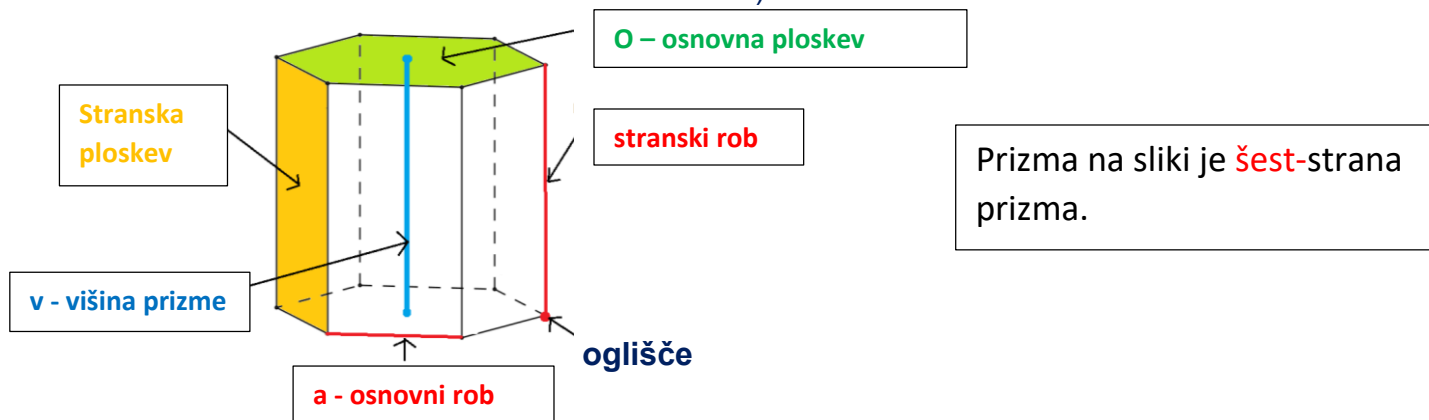 O – osnovna ploskev
Stranska
ploskev
stranski rob
Prizma na sliki je šest-strana
prizma.
v - višina prizme
oglišče
a - osnovni rob